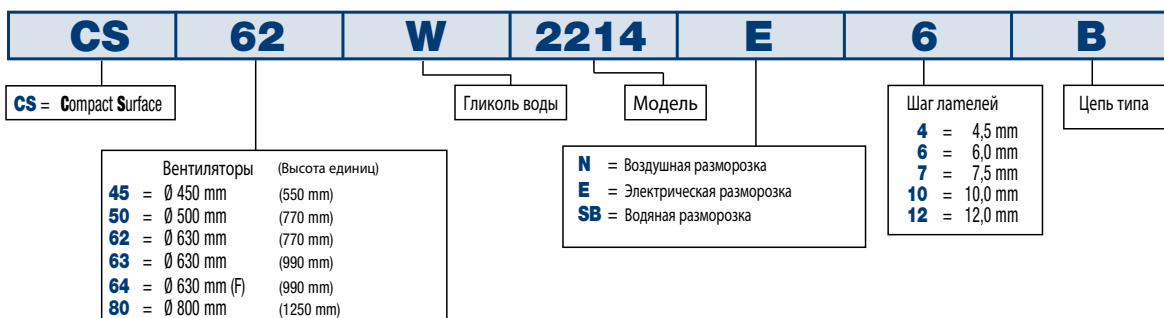 CS 62 W 2214 E 6 B
CS = Compact Surface
Гликоль воды
Модель
Шаг ламелей
4 = 4,5 mm
6 = 6,0 mm
7 = 7,5 mm
10 = 10,0 mm
12 = 12,0 mm
Цепь типа
Вентиляторы (Высота единиц)
45 = Ø 450 mm (550 mm)
50 = Ø 500 mm (770 mm)
62 = Ø 630 mm (770 mm)
63 = Ø 630 mm (990 mm)
64 = Ø 630 mm (F) (990 mm)
80 = Ø 800 mm (1250 mm)
N = Воздушная разморозка
E = Электрическая разморозка
SB = Водяная разморозка